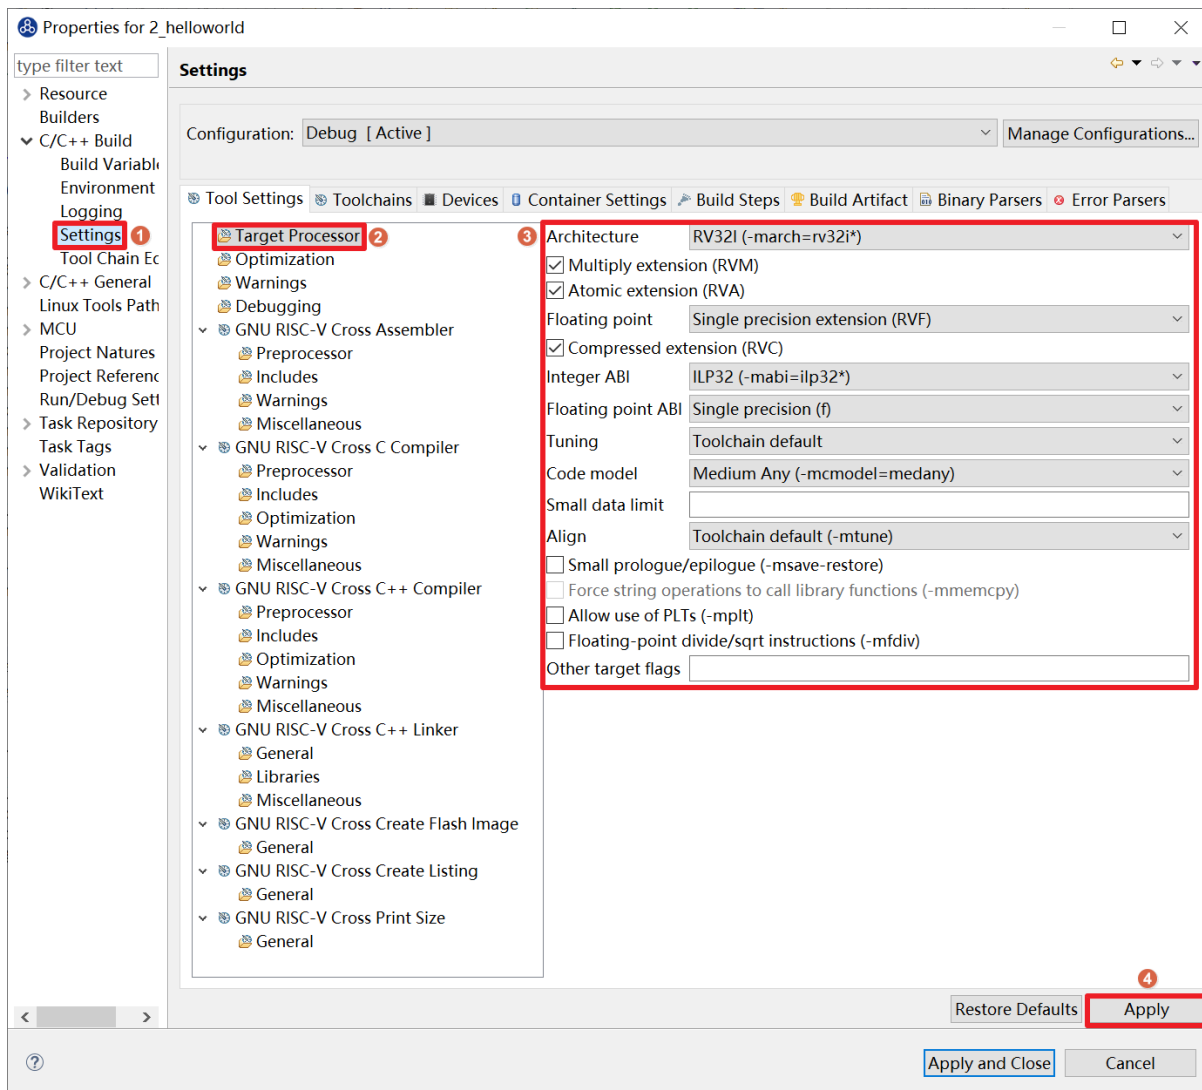 Properties for 2_helloworld
type filter text
Settings
Resource
Builders
C/C++ Build
Build Variable
Environment
Logging
Settings 1
Tool Chain Ec
C/C++ General
Linux Tools Path
MCU
Project Natures
Project Referenc
Run/Debug Sett
Task Repository
Task Tags
Validation
WikiText
Configuration: Debug [ Active ] Manage Configurations...
Tool Settings Toolchains Devices Container Settings Build Steps Build Artifact Binary Parsers Error Parsers
Target Processor 2
Optimization
Warnings
Debugging
GNU RISC-V Cross Assembler
Preprocessor
Includes
Warnings
Miscellaneous
GNU RISC-V Cross C Compiler
Preprocessor
Includes
Optimization
Warnings
Miscellaneous
GNU RISC-V Cross C++ Compiler
Preprocessor
Includes
Optimization
Warnings
Miscellaneous
GNU RISC-V Cross C++ Linker
General
Libraries
Miscellaneous
GNU RISC-V Cross Create Flash Image
General
GNU RISC-V Cross Create Listing
General
GNU RISC-V Cross Print Size
General
3 Architecture RV32I (-march=rv32i*)
Multiply extension (RVM)
Atomic extension (RVA)
Floating point Single precision extension (RVF)
Compressed extension (RVC)
Integer ABI ILP32 (-mabi=ilp32*)
Floating point ABI Single precision (f)
Tuning Toolchain default
Code model Medium Any (-mcmodel=medany)
Small data limit
Align Toolchain default (-mtune)
Small prologue/epilogue (-msave-restore)
Force string operations to call library functions (-mmemcpy)
Allow use of PLTs (-mplt)
Floating-point divide/sqrt instructions (-mfdiv)
Other target flags
4
Restore Defaults Apply
Apply and Close Cancel